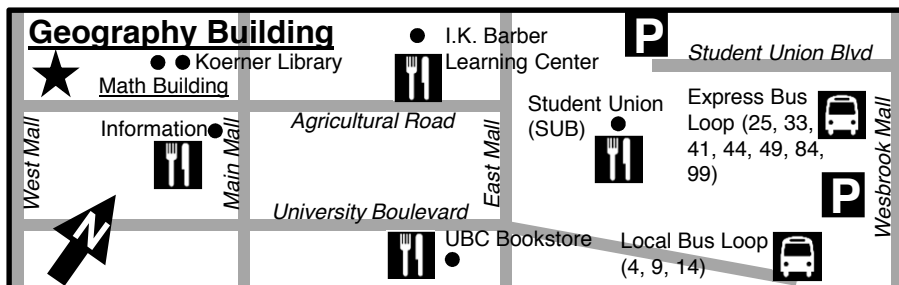 Geography Building
Koerner Library
Math Building
I.K. Barber
Learning Center
P
Student Union Blvd
Information
Agricultural Road
Student Union
(SUB)
Express Bus
Loop (25, 33,
41, 44, 49, 84,
99)
West Mall
Main Mall
East Mall
Wesbrook Mall
P
N
University Boulevard
UBC Bookstore
Local Bus Loop
(4, 9, 14)